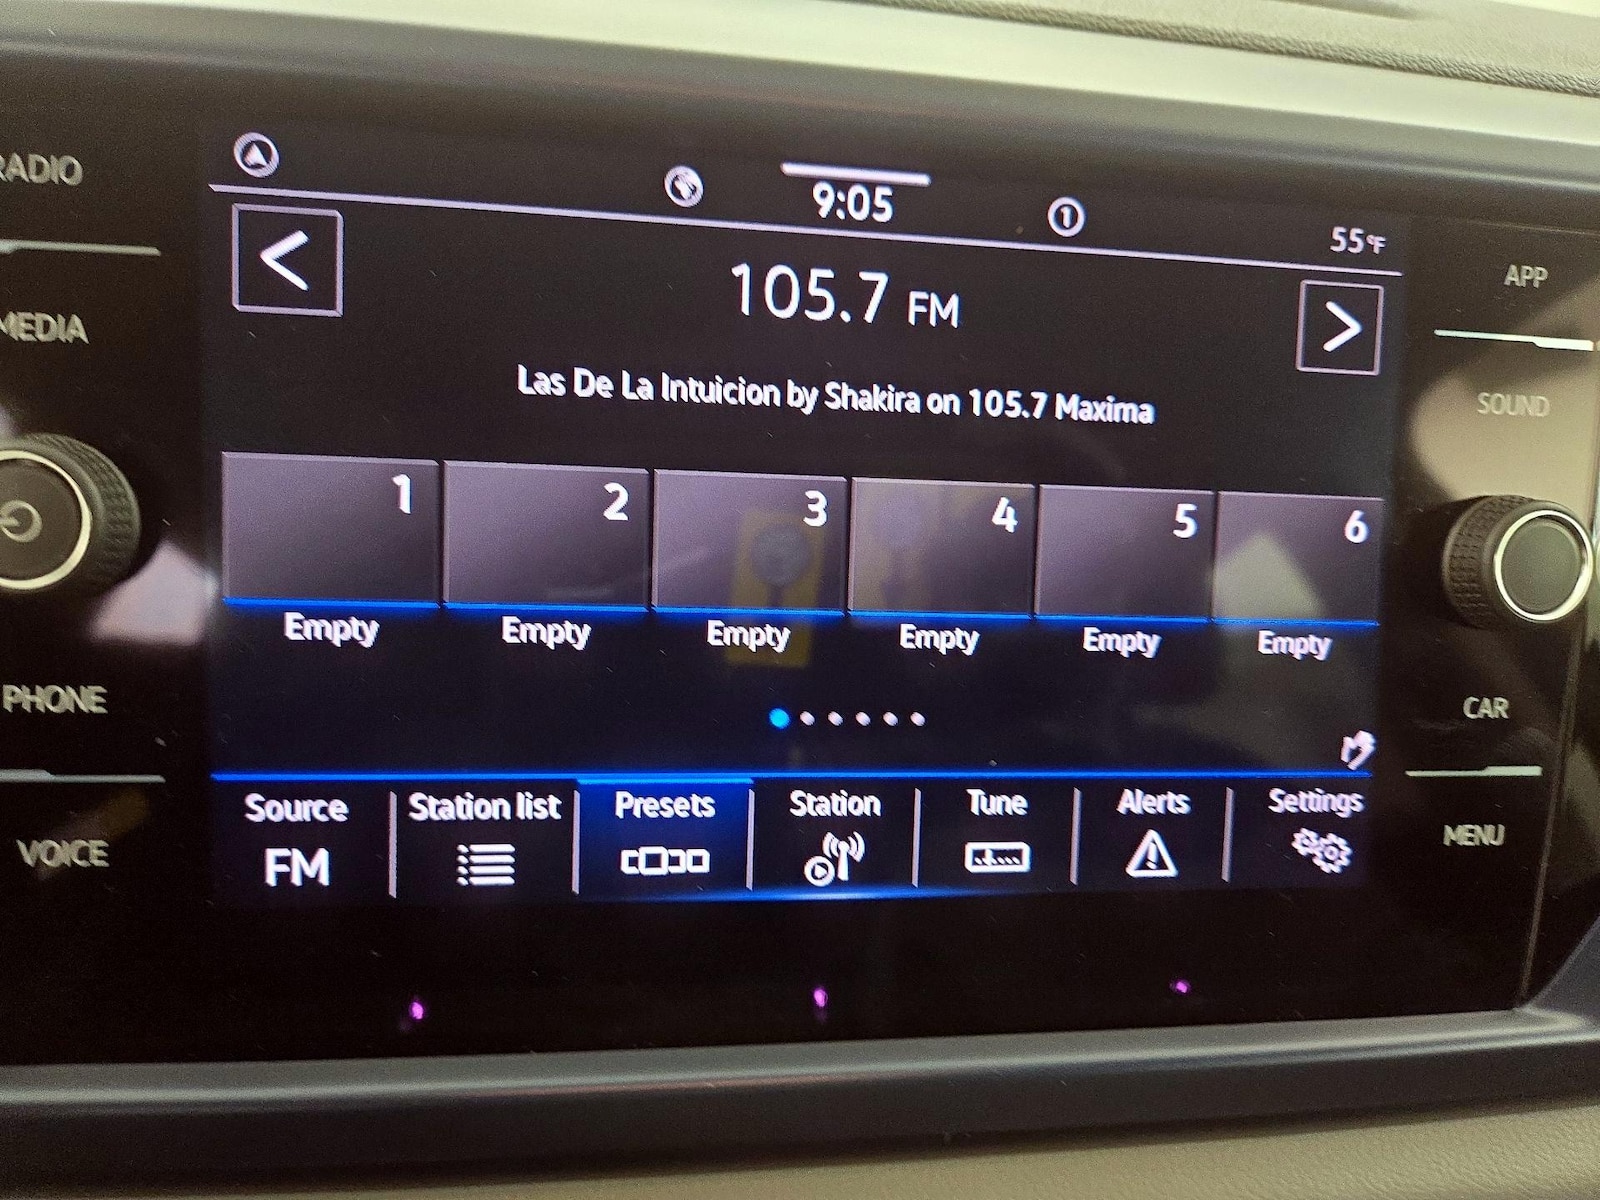 RADIO
MEDIA
PHONE
VOICE
9:05
1
55°F
105.7 FM
Las De La Intuicion by Shakira on 105.7 Maxima
1 2 3 4 5 6
Empty Empty Empty Empty Empty Empty
Source Station list Presets Station Tune Alerts Settings
FM
APP
SOUND
CAR
MENU